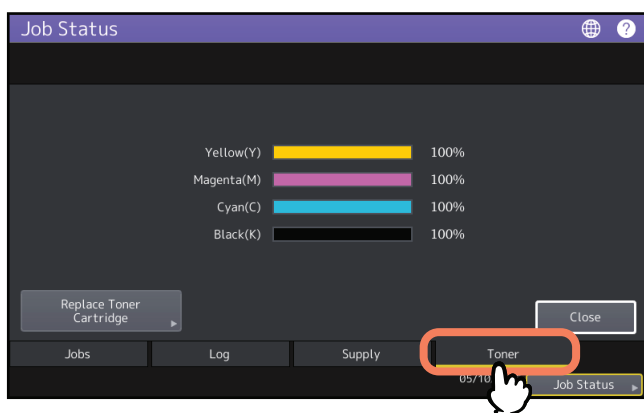 Job Status
?
Yellow(Y) 100%
Magenta(M) 100%
Cyan(C) 100%
Black(K) 100%
Replace Toner
Cartridge
Close
Jobs Log Supply Toner
05/10
Job Status